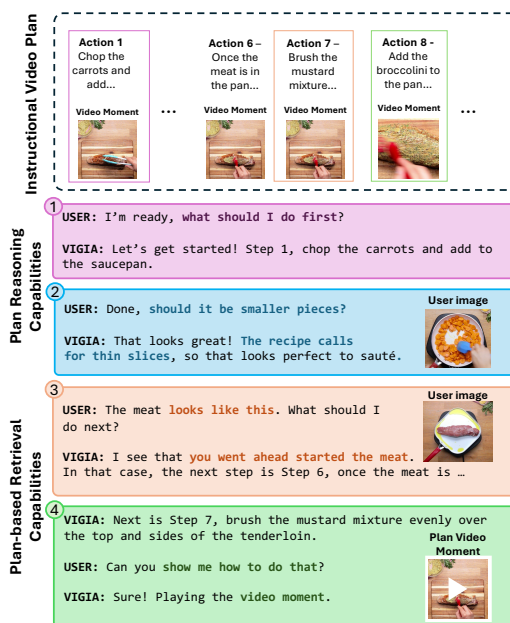 Instructional Video Plan
Action 1
Chop the
carrots and
add...
Video Moment
...
Action 6 –
Once the
meat is in
the pan...
Video Moment
Action 7 –
Brush the
mustard
mixture...
Video Moment
Action 8 -
Add the
broccolini to
the pan...
Video Moment
...
Plan Reasoning
Capabilities
1
USER: I'm ready, what should I do first?
VIGIA: Let's get started! Step 1, chop the carrots and add to
the saucepan.
2
USER: Done, should it be smaller pieces?
User image
VIGIA: That looks great! The recipe calls
for thin slices, so that looks perfect to sauté.
Plan-based Retrieval
Capabilities
3
USER: The meat looks like this. What should I
do next?
User image
VIGIA: I see that you went ahead started the meat.
In that case, the next step is Step 6, once the meat is …
4
VIGIA: Next is Step 7, brush the mustard mixture evenly over
the top and sides of the tenderloin.
Plan Video
Moment
USER: Can you show me how to do that?
VIGIA: Sure! Playing the video moment.